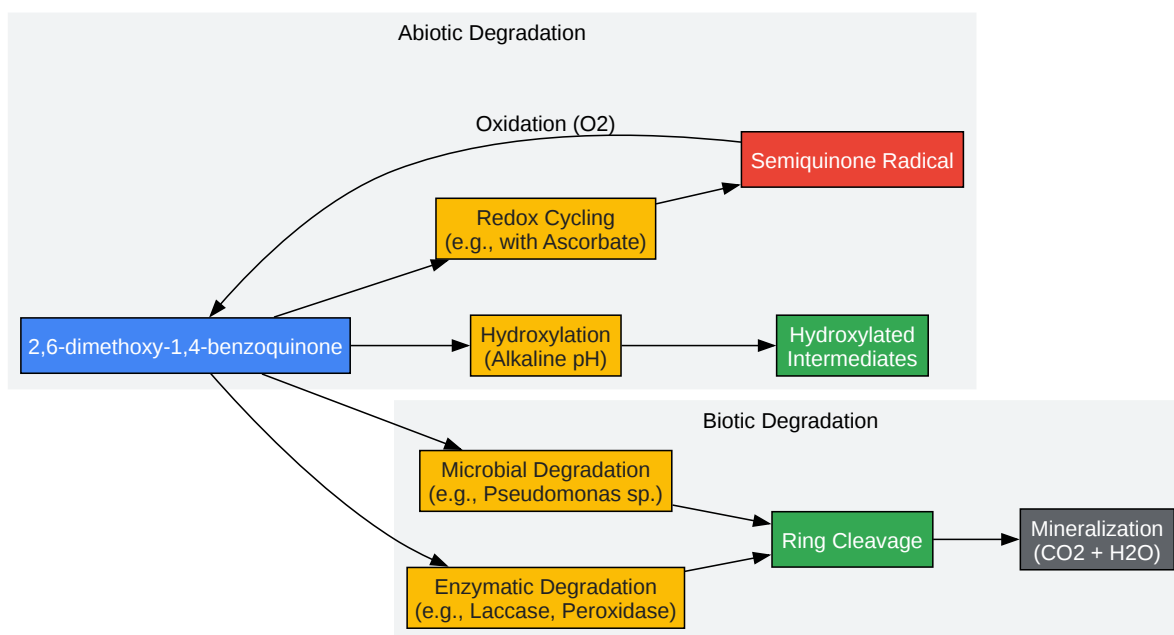 Abiotic Degradation
Oxidation (O2)
Semiquinone Radical
Redox Cycling
(e.g., with Ascorbate)
2,6-dimethoxy-1,4-benzoquinone
Hydroxylation
(Alkaline pH)
Hydroxylated
Intermediates
Biotic Degradation
Microbial Degradation
(e.g., Pseudomonas sp.)
Ring Cleavage
Mineralization
(CO2 + H2O)
Enzymatic Degradation
(e.g., Laccase, Peroxidase)